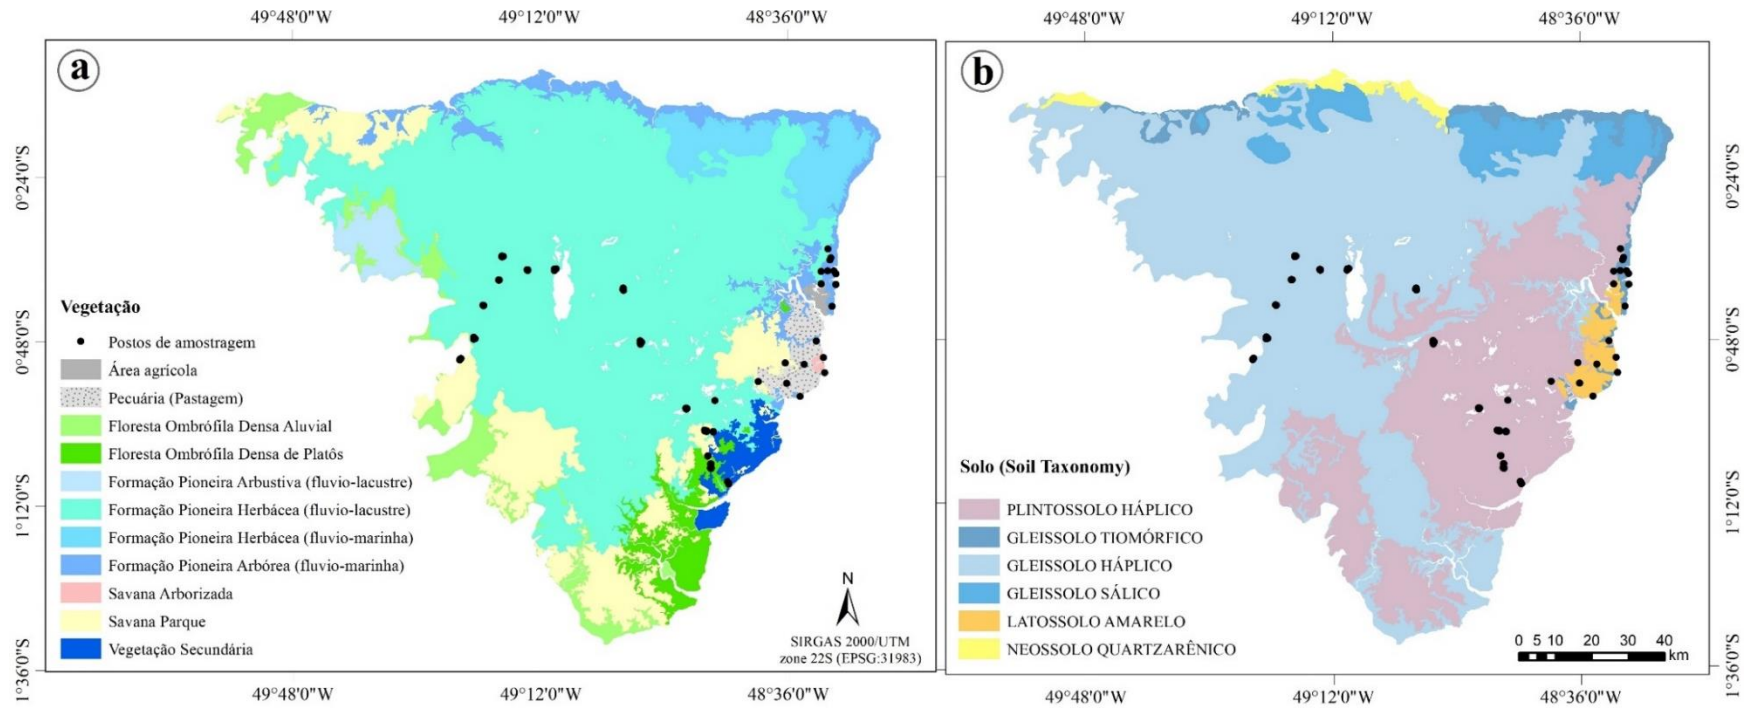 49°48'0"W 49°12'0"W 48°36'0"W 49°48'0"W 49°12'0"W 48°36'0"W
a
b
0°24'0"S
0°48'0"S
1°12'0"S
1°36'0"S
0°24'0"S
0°48'0"S
1°12'0"S
1°36'0"S
Vegetação
Postos de amostragem
Área agrícola
Pecuária (Pastagem)
Floresta Ombrófila Densa Aluvial
Floresta Ombrófila Densa de Platôs
Formação Pioneira Arbustiva (fluvio-lacustre)
Formação Pioneira Herbácea (fluvio-lacustre)
Formação Pioneira Herbácea (fluvio-marinha)
Formação Pioneira Arbórea (fluvio-marinha)
Savana Arborizada
Savana Parque
Vegetação Secundária
N
SIRGAS 2000/UTM
zone 22S (EPSG:31983)
Solo (Soil Taxonomy)
PLINTOSSOLO HÁPLICO
GLEISSOLO TIOMÓRFICO
GLEISSOLO HÁPLICO
GLEISSOLO SÁLICO
LATOSSOLO AMARELO
NEOSSOLO QUARTZARÊNICO
0 5 10 20 30 40
km
49°48'0"W 49°12'0"W 48°36'0"W 49°48'0"W 49°12'0"W 48°36'0"W